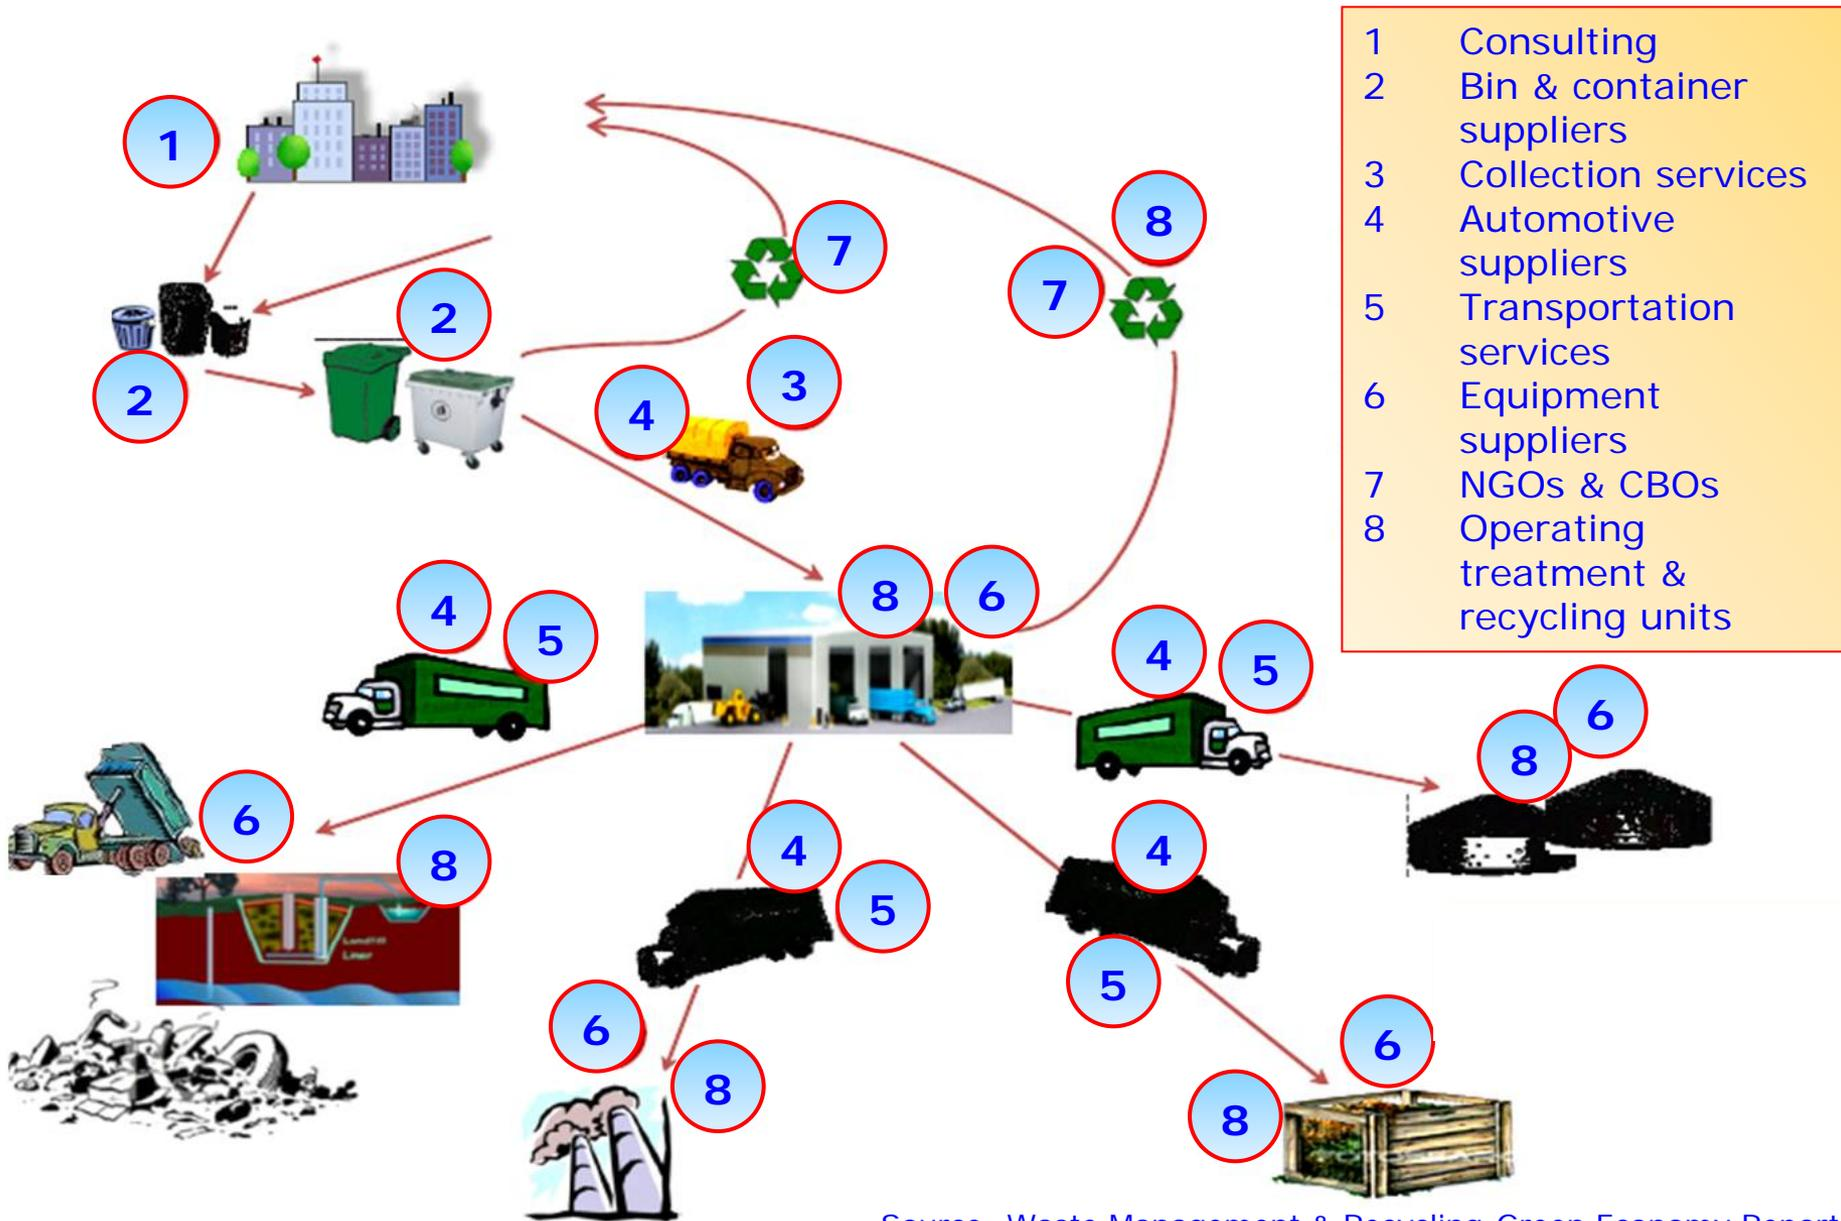 1 Consulting
2 Bin & container
suppliers
3 Collection services
4 Automotive
suppliers
5 Transportation
services
6 Equipment
suppliers
7 NGOs & CBOs
8 Operating
treatment &
recycling units
1
8
7
7
2
2
3
4
8
6
4
5
4
5
6
8
6
8
4
5
4
5
Landfill
Liner
6
8
6
8
Waste Management & Recycling Green Economy Report